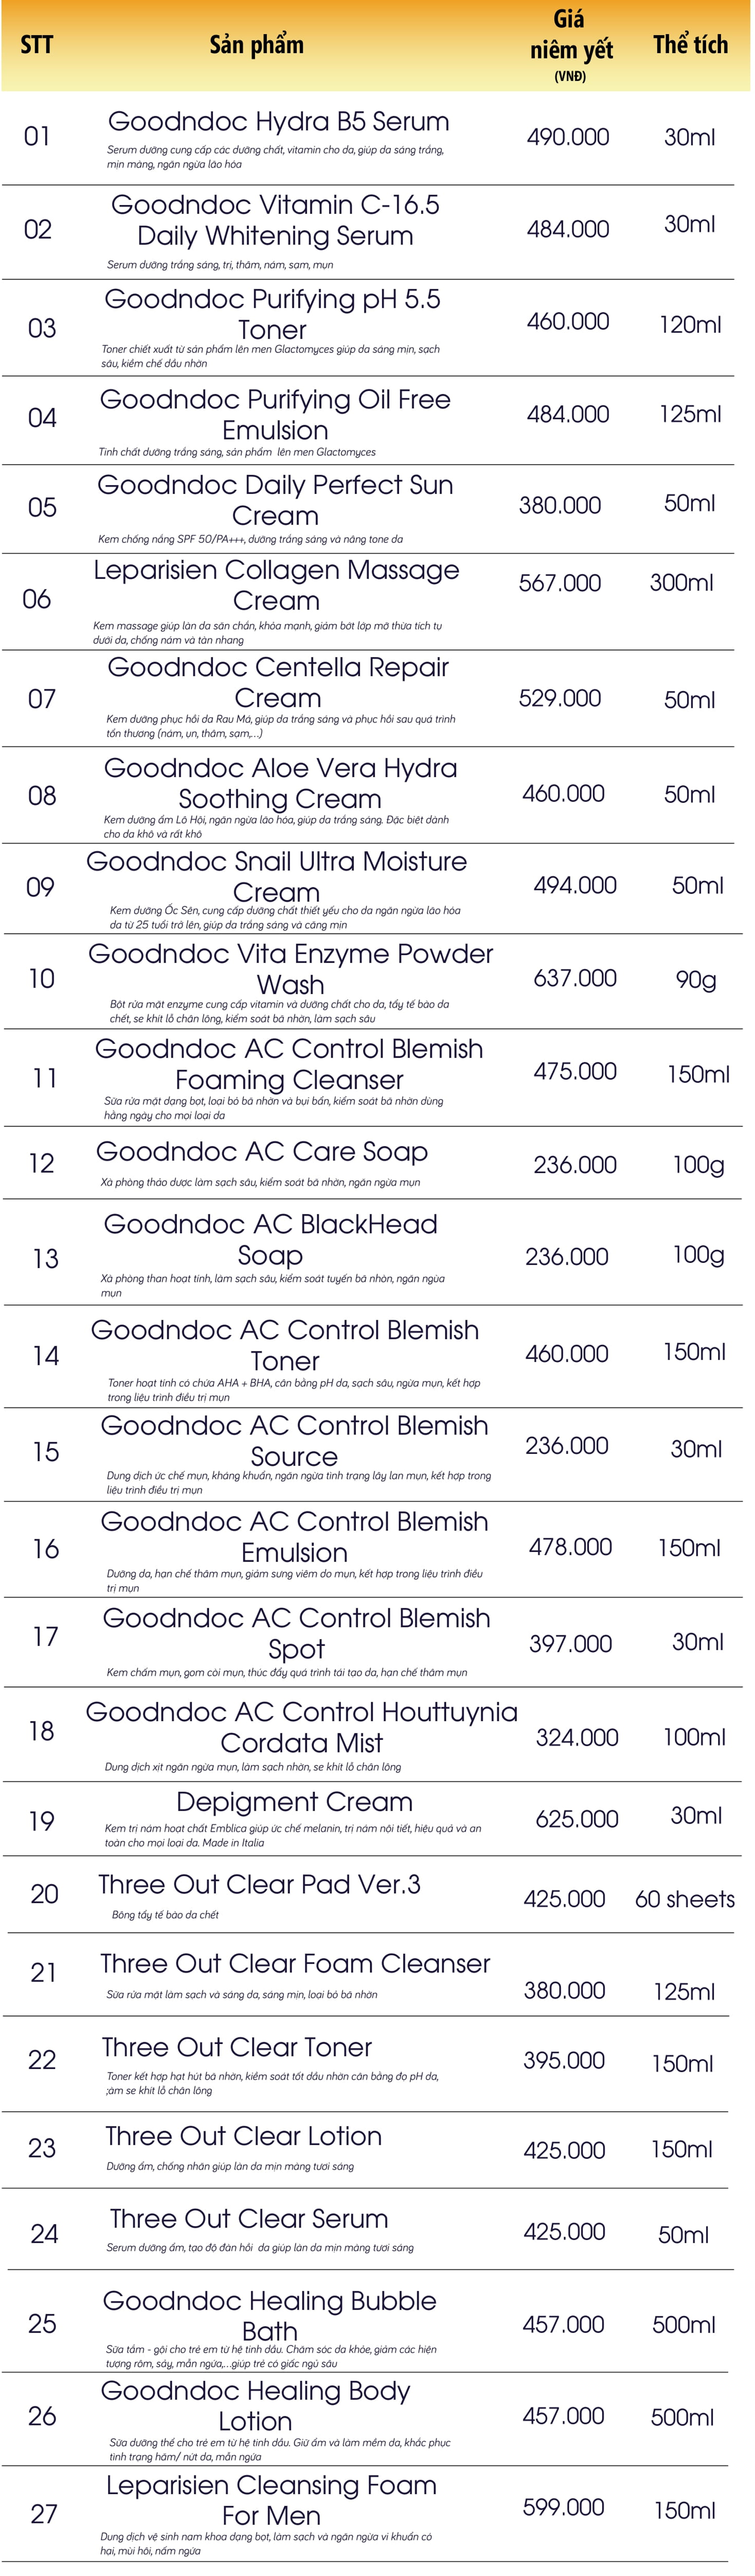 STT Sản phẩm Giá niêm yết (VNĐ) Thể tích
01 Goodndoc Hydra B5 Serum 490.000 30ml
Serum dưỡng cung cấp các dưỡng chất, vitamin cho da, giúp da sáng trắng,
mịn màng, ngăn ngừa lão hóa
Goodndoc Vitamin C-16.5
02 Daily Whitening Serum 484.000 30ml
Serum dưỡng trắng sáng, trị, thâm, nám, sạm, mụn
Goodndoc Purifying pH 5.5
03 Toner 460.000 120ml
Toner chiết xuất từ sản phẩm lên men Glactomyces giúp da sáng mịn, sạch
sâu, kiềm chế dầu nhờn
Goodndoc Purifying Oil Free
04 Emulsion 484.000 125ml
Tinh chất dưỡng trắng sáng, sản phẩm lên men Glactomyces
Goodndoc Daily Perfect Sun
05 Cream 380.000 50ml
Kem chống nắng SPF 50/PA+++, dưỡng trắng sáng và nâng tone da
Leparisien Collagen Massage
06 Cream 567.000 300ml
Kem massage giúp làn da săn chắn, khỏa mạnh, giảm bớt lớp mỡ thừa tích tụ
dưới da, chống nám và tàn nhang
Goodndoc Centella Repair
07 Cream 529.000 50ml
Kem dưỡng phục hồi da Rau Má, giúp da trắng sáng và phục hồi sau quá trình
tổn thương (nám, ụn, thâm, sạm,...)
Goodndoc Aloe Vera Hydra
08 Soothing Cream 460.000 50ml
Kem dưỡng ẩm Lô Hội, ngăn ngừa lão hóa, giúp da trắng sáng. Đặc biệt dành
cho da khô và rất khô
Goodndoc Snail Ultra Moisture
09 Cream 494.000 50ml
Kem dưỡng Ốc Sên, cung cấp dưỡng chất thiết yếu cho da ngăn ngừa lão hóa
da từ 25 tuổi trở lên, giúp da trắng sáng và căng mịn
Goodndoc Vita Enzyme Powder
10 Wash 637.000 90g
Bột rửa mặt enzyme cung cấp vitamin và dưỡng chất cho da, tẩy tế bào da
chết, se khít lỗ chân lông, kiểm soát bã nhờn, làm sạch sâu
Goodndoc AC Control Blemish
11 Foaming Cleanser 475.000 150ml
Sữa rửa mặt dạng bọt, loại bỏ bã nhờn và bụi bẩn, kiểm soát bã nhờn dùng
hằng ngày cho mọi loại da
12 Goodndoc AC Care Soap 236.000 100g
Xà phòng thảo dược làm sạch sâu, kiểm soát bã nhờn, ngăn ngừa mụn
Goodndoc AC BlackHead
13 Soap 236.000 100g
Xà phòng than hoạt tính, làm sạch sâu, kiểm soát tuyến bã nhòn, ngăn ngùa
mụn
Goodndoc AC Control Blemish
14 Toner 460.000 150ml
Toner hoạt tính có chứa AHA + BHA, cân bằng pH da, sạch sâu, ngừa mụn, kết hợp
trong liệu trình điều trị mụn
Goodndoc AC Control Blemish
15 Source 236.000 30ml
Dung dịch ức chế mụn, kháng khuẩn, ngăn ngừa tình trạng lây lan mụn, kết hợp trong
liệu trình điều trị mụn
Goodndoc AC Control Blemish
16 Emulsion 478.000 150ml
Dưỡng da, hạn chế thâm mụn, giảm sưng viêm do mụn, kết hợp trong liệu trình điều
trị mụn
Goodndoc AC Control Blemish
17 Spot 397.000 30ml
Kem chấm mụn, gom còi mụn, thúc đẩy quá trình tái tạo da, hạn chế thâm mụn
Goodndoc AC Control Houttuynia
18 Cordata Mist 324.000 100ml
Dung dịch xịt ngăn ngừa mụn, làm sạch nhờn, se khít lỗ chân lông
19 Depigment Cream 625.000 30ml
Kem trị nám hoạt chất Emblica giúp ức chế melanin, trị nám nội tiết, hiệu quả và an
toàn cho mọi loại da. Made in Italia
20 Three Out Clear Pad Ver.3 425.000 60 sheets
Bông tẩy tế bào da chết
21 Three Out Clear Foam Cleanser 380.000 125ml
Sữa rửa mặt làm sạch và sáng da, sáng mịn, loại bỏ bã nhờn
22 Three Out Clear Toner 395.000 150ml
Toner kết hợp hạt hút bã nhờn, kiểm soát tốt dầu nhờn cân bằng đọ pH da,
;àm se khít lỗ chân lông
23 Three Out Clear Lotion 425.000 150ml
Dưỡng ẩm, chống nhăn giúp làn da mịn màng tươi sáng
24 Three Out Clear Serum 425.000 50ml
Serum dưỡng ẩm, tạo độ đàn hồi da giúp làn da mịn màng tươi sáng
Goodndoc Healing Bubble
25 Bath 457.000 500ml
Sữa tắm - gội cho trẻ em từ hệ tinh dầu. Chăm sóc da khỏe, giảm các hiện
tượng rôm, sảy, mẩn ngứa,...giúp trẻ có giấc ngủ sâu
Goodndoc Healing Body
26 Lotion 457.000 500ml
Sữa dưỡng thể cho trẻ em từ hệ tinh dầu. Giữ ẩm và làm mềm da, khắc phục
tình trạng hăm/ nứt da, mẩn ngứa
Leparisien Cleansing Foam
27 For Men 599.000 150ml
Dung dịch vệ sinh nam khoa dạng bọt, làm sạch và ngăn ngừa vi khuẩn có
hại, mùi hôi, nấm ngứa